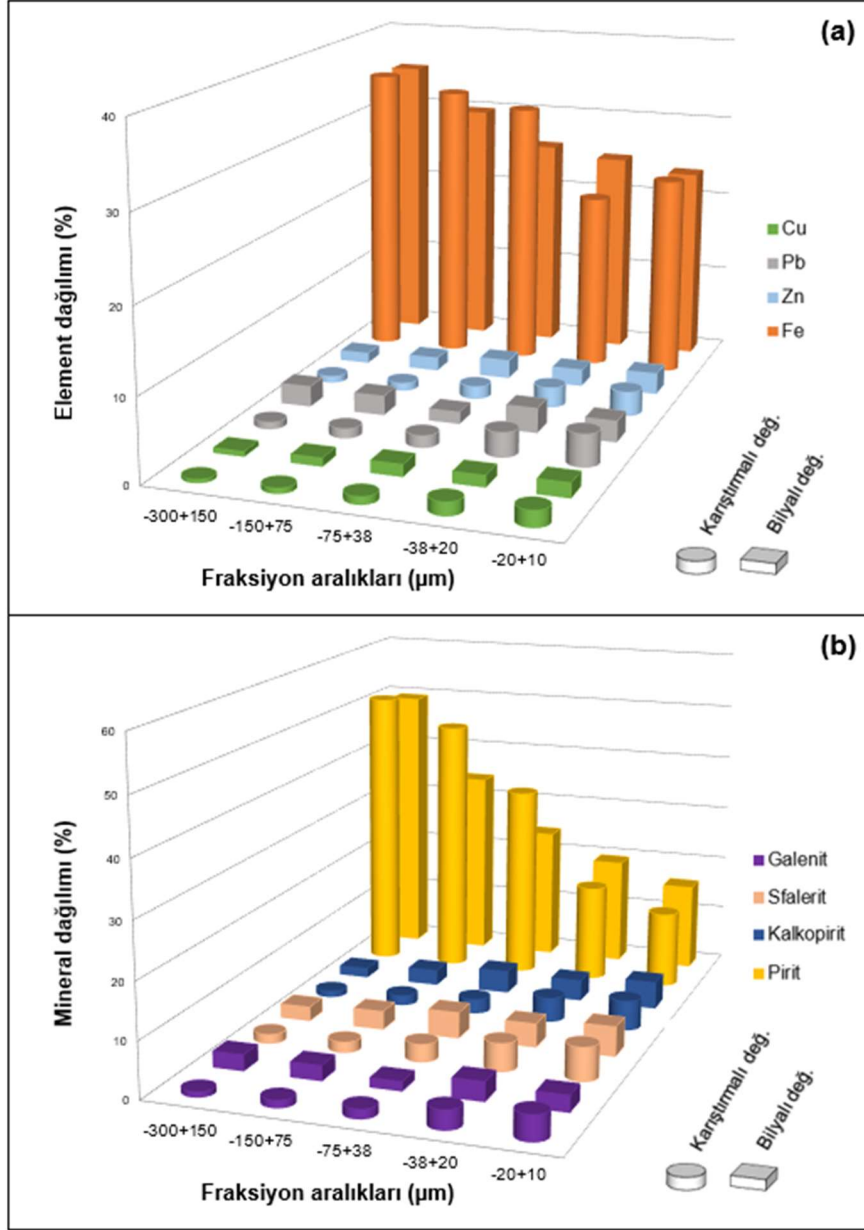 (a)
40
30
20
10
0
Element dağılımı (%)
Cu
Pb
Zn
Fe
-300+150
-150+75
-75+38
-38+20
-20+10
Fraksiyon aralıkları (µm)
Karıştırmalı değ.
Bilyalı değ.
(b)
60
50
40
30
20
10
0
Mineral dağılımı (%)
Galenit
Sfalerit
Kalkopirit
Pirit
-300+150
-150+75
-75+38
-38+20
-20+10
Fraksiyon aralıkları (µm)
Karıştırmalı değ.
Bilyalı değ.